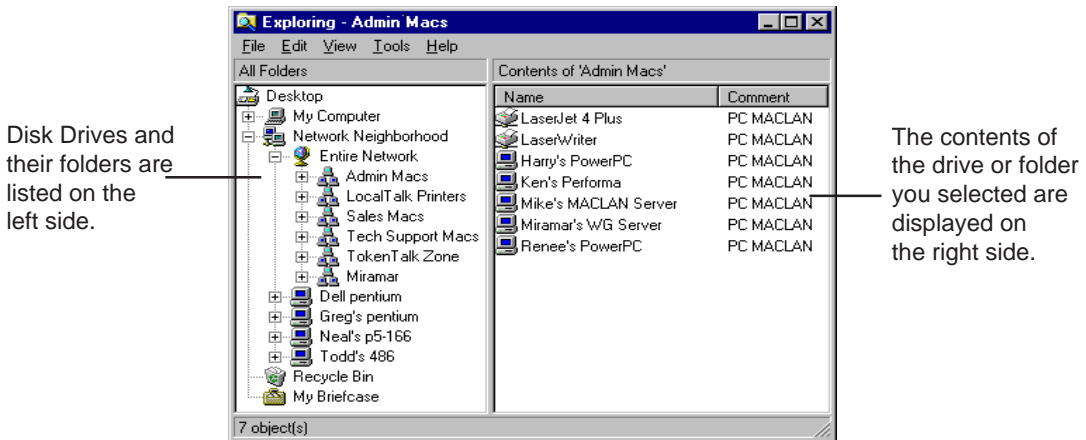 Exploring - Admin Macs
File Edit View Tools Help
All Folders
Contents of 'Admin Macs'
Desktop
My Computer
Network Neighborhood
Entire Network
Admin Macs
LocalTalk Printers
Sales Macs
Tech Support Macs
TokenTalk Zone
Miramar
Dell pentium
Greg's pentium
Neal's p5-166
Todd's 486
Recycle Bin
My Briefcase
Name Comment
LaserJet 4 Plus PC MACLAN
LaserWriter PC MACLAN
Harry's PowerPC PC MACLAN
Ken's Performa PC MACLAN
Mike's MACLAN Server PC MACLAN
Miramar's WG Server PC MACLAN
Renee's PowerPC PC MACLAN
7 object(s)
Disk Drives and
their folders are
listed on the
left side.
The contents of
the drive or folder
you selected are
displayed on
the right side.